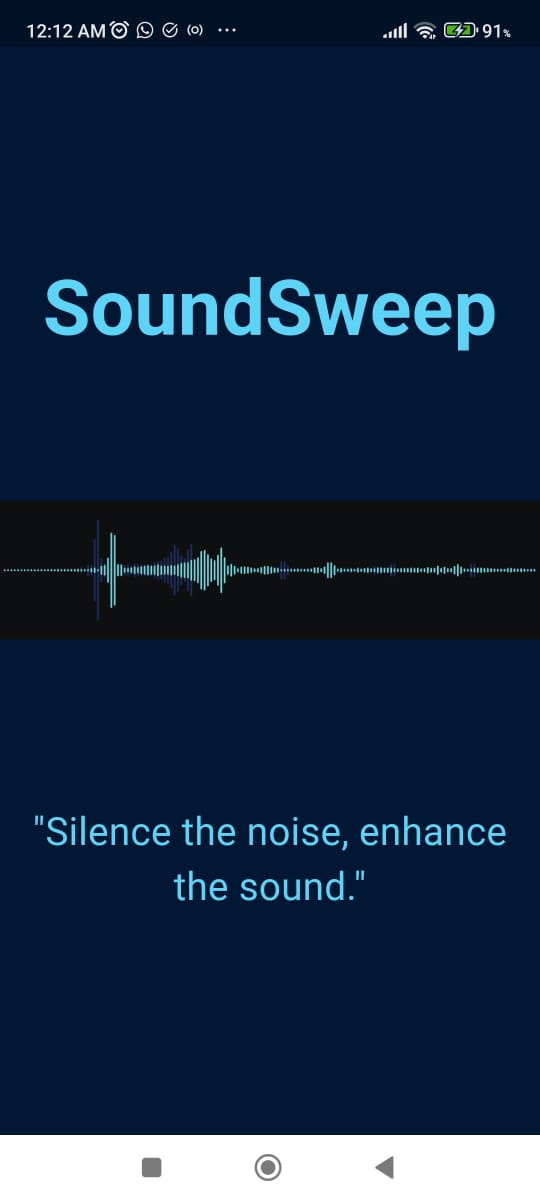 12:12 AM 91%
SoundSweep
"Silence the noise, enhance
the sound."